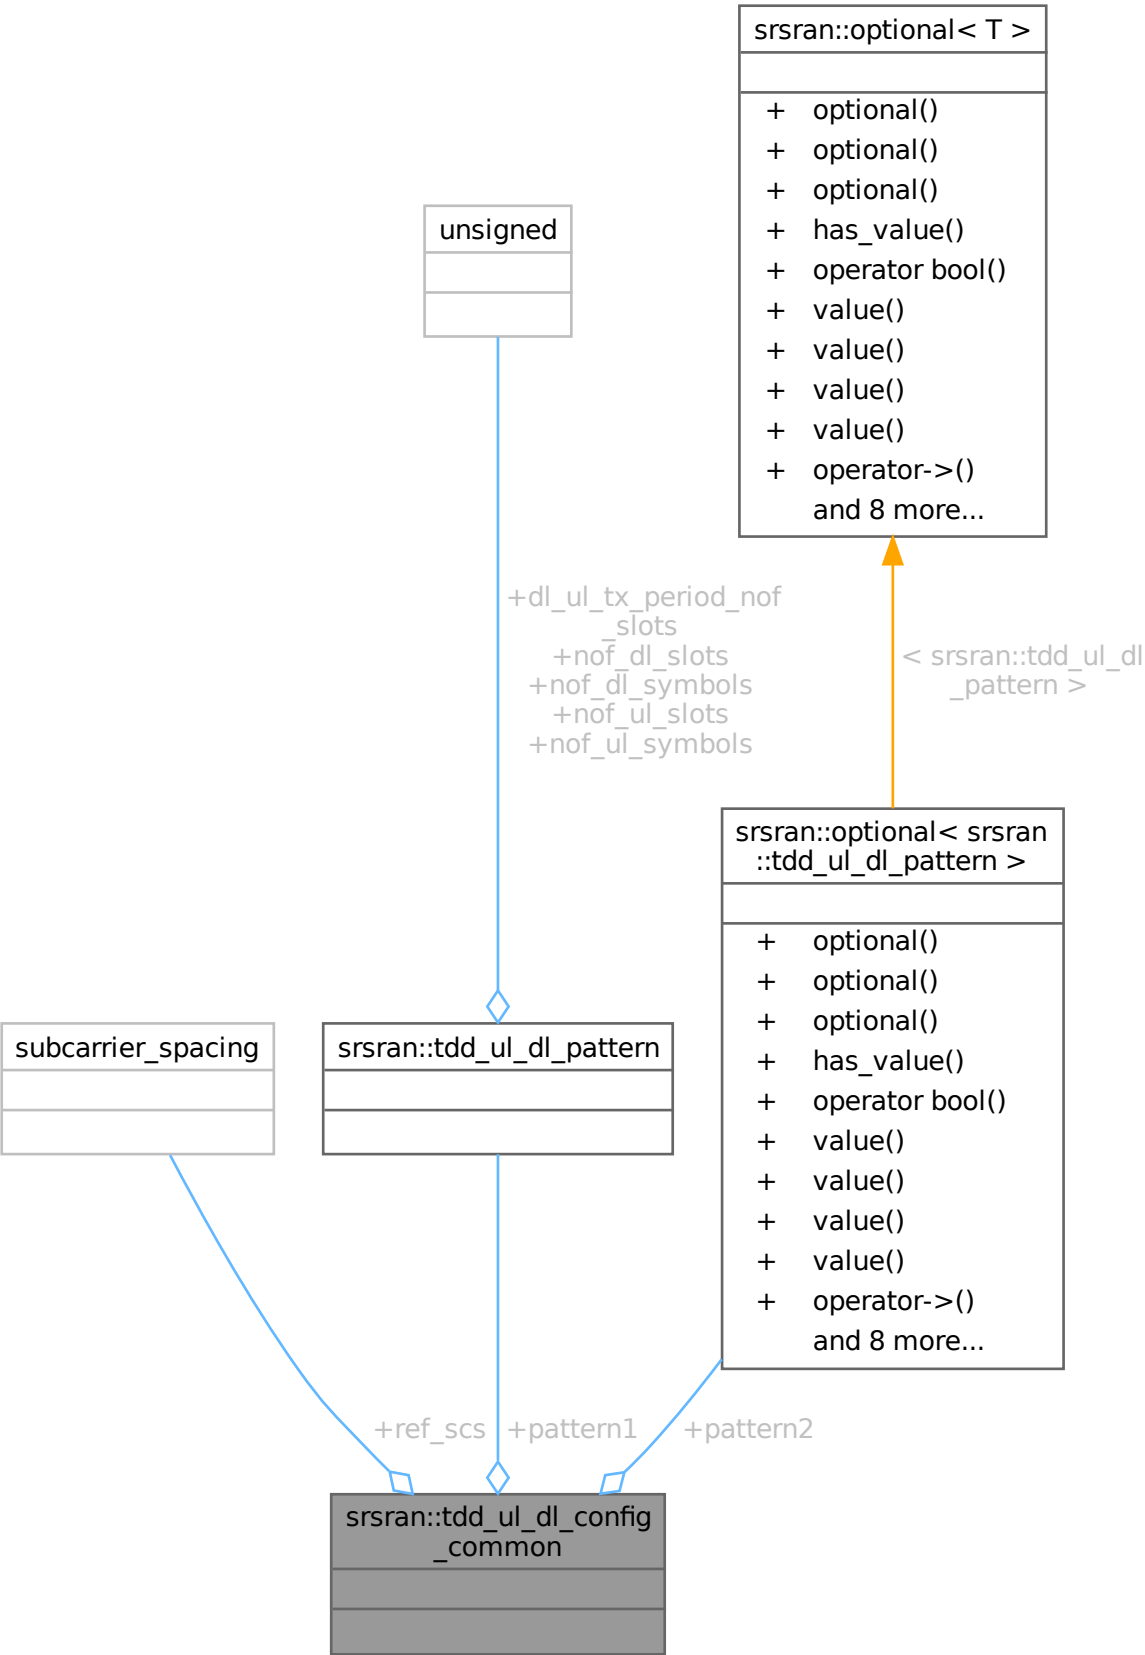 srsran::optional< T >
+ optional()
+ optional()
+ optional()
+ has_value()
+ operator bool()
+ value()
+ value()
+ value()
+ value()
+ operator->()
and 8 more...
unsigned
+dl_ul_tx_period_nof
_slots
+nof_dl_slots
+nof_dl_symbols
+nof_ul_slots
+nof_ul_symbols
< srsran::tdd_ul_dl
_pattern >
srsran::optional< srsran
::tdd_ul_dl_pattern >
+ optional()
+ optional()
+ optional()
+ has_value()
+ operator bool()
+ value()
+ value()
+ value()
+ value()
+ operator->()
and 8 more...
subcarrier_spacing
srsran::tdd_ul_dl_pattern
+ref_scs
+pattern1
+pattern2
srsran::tdd_ul_dl_config
_common